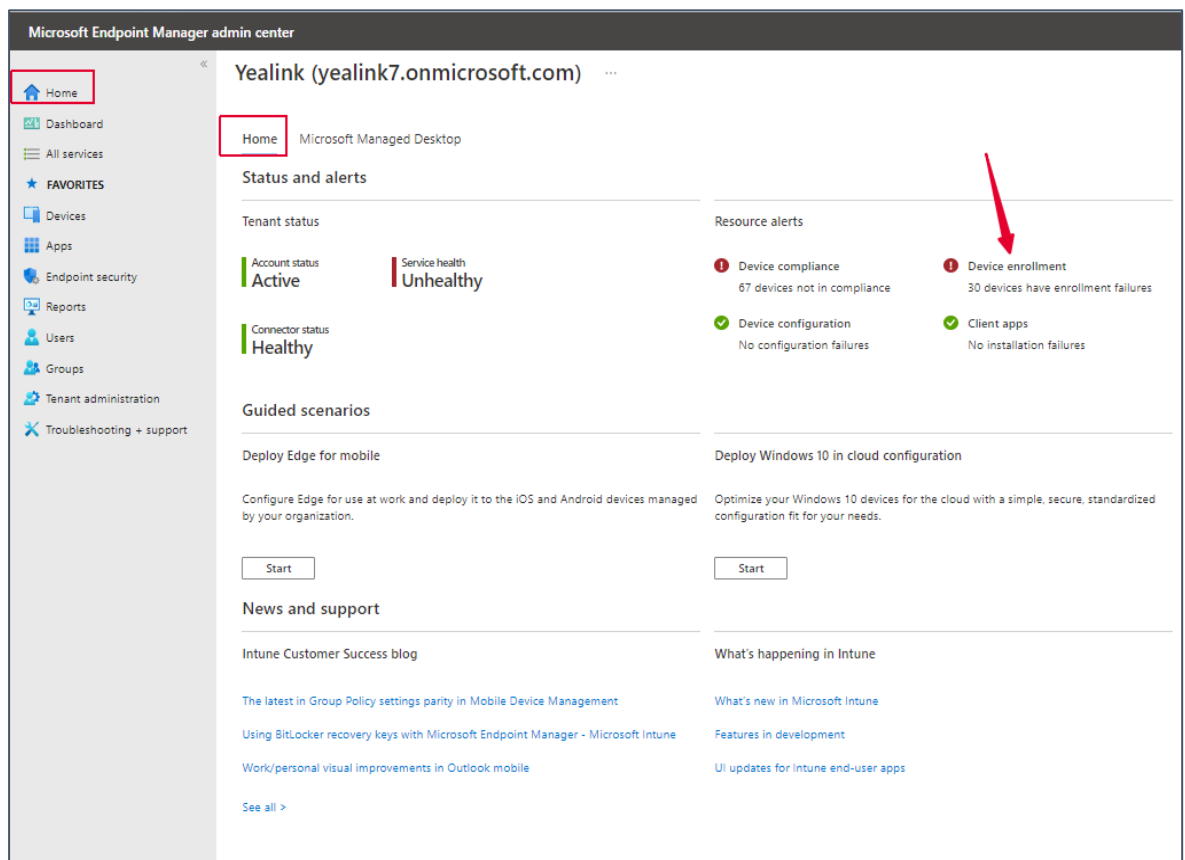 Microsoft Endpoint Manager admin center
«
Home
Dashboard
All services
FAVORITES
Devices
Apps
Endpoint security
Reports
Users
Groups
Tenant administration
Troubleshooting + support
Yealink (yealink7.onmicrosoft.com) ...
Home Microsoft Managed Desktop
Status and alerts
Tenant status
Account status
Active
Service health
Unhealthy
Connector status
Healthy
Resource alerts
Device compliance
67 devices not in compliance
Device enrollment
30 devices have enrollment failures
Device configuration
No configuration failures
Client apps
No installation failures
Guided scenarios
Deploy Edge for mobile
Configure Edge for use at work and deploy it to the iOS and Android devices managed
by your organization.
Start
Deploy Windows 10 in cloud configuration
Optimize your Windows 10 devices for the cloud with a simple, secure, standardized
configuration fit for your needs.
Start
News and support
Intune Customer Success blog
The latest in Group Policy settings parity in Mobile Device Management
Using BitLocker recovery keys with Microsoft Endpoint Manager - Microsoft Intune
Work/personal visual improvements in Outlook mobile
See all >
What's happening in Intune
What's new in Microsoft Intune
Features in development
UI updates for Intune end-user apps